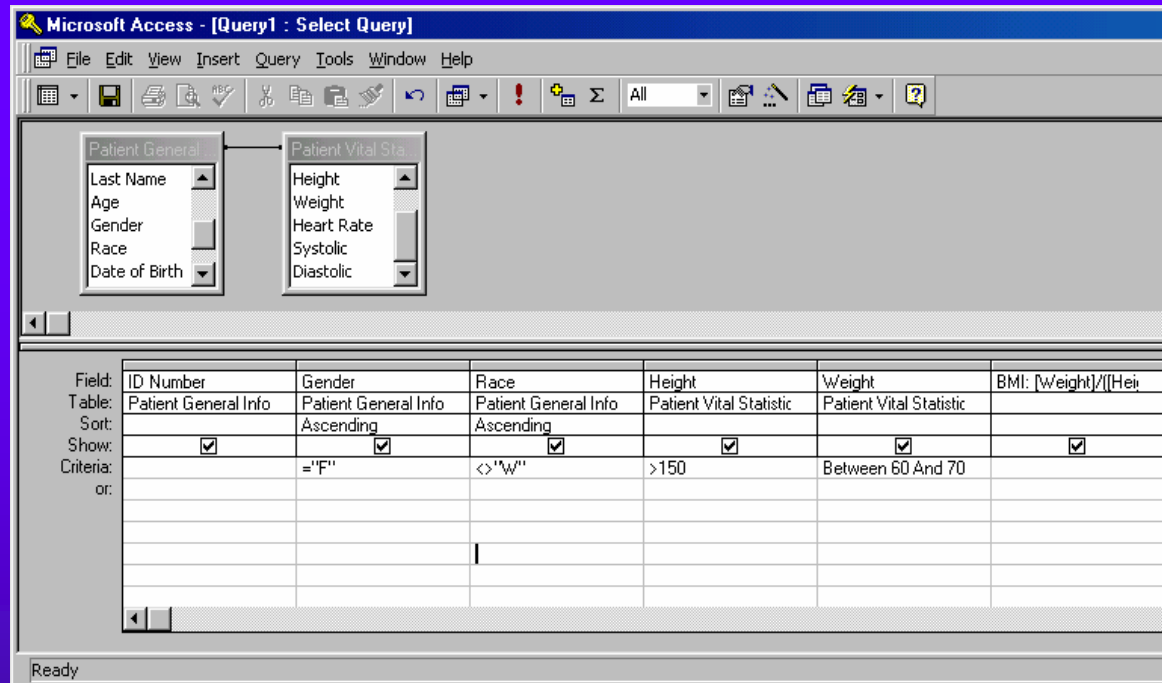 Microsoft Access - [Query1 : Select Query]
File Edit View Insert Query Tools Window Help
ABC All
Patient General Patient Vital Sta...
Last Name Height
Age Weight
Gender Heart Rate
Race Systolic
Date of Birth Diastolic
Field: ID Number Gender Race Height Weight BMI: [Weight]/([Hei
Table: Patient General Info Patient General Info Patient General Info Patient Vital Statistic Patient Vital Statistic
Sort: Ascending Ascending
Show:
Criteria: ="F" <>"W" >150 Between 60 And 70
or:
Ready